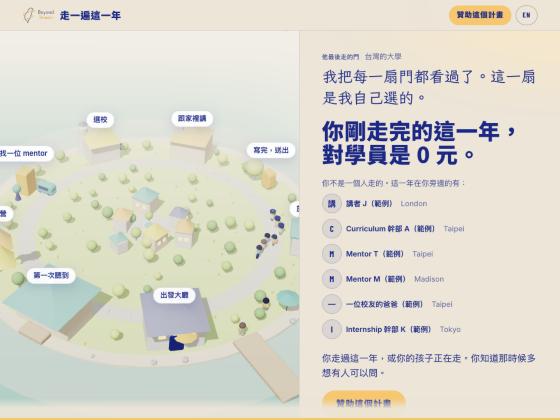 Beyond
走一遍這一年
贊助這個計畫
EN
選校
跟家裡講
找一位 mentor
寫完，送出
營
第一次聽到
出發大廳
他最後走的門 台灣的大學
我把每一扇門都看過了。這一扇
是我自己選的。
你剛走完的這一年，
對學員是 0 元。
你不是一個人走的。這一年在你旁邊的有：
講 講者 J（範例） London
C Curriculum 幹部 A（範例） Taipei
M Mentor T（範例） Taipei
M Mentor M（範例） Madison
一 一位校友的爸爸（範例） Taipei
I Internship 幹部 K（範例） Tokyo
你走過這一年，或你的孩子正在走。你知道那時候多
想有人可以問。
贊助這個計畫